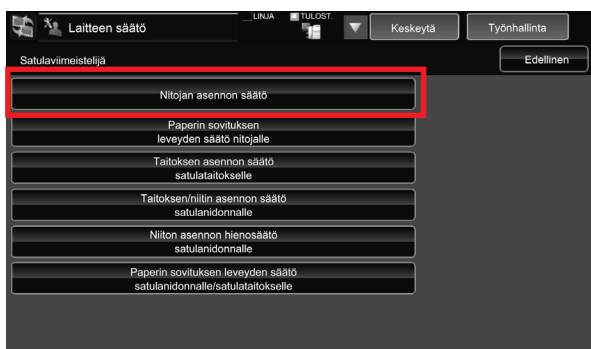 Laitteen säätö
LINJA
TULOST.
Keskeytä
Työnhallinta
Satulaviimeistelijä
Edellinen
Nitojan asennon säätö
Paperin sovituksen
leveyden säätö nitojalle
Taitoksen asennon säätö
satulataitokselle
Taitoksen/niitin asennon säätö
satulanidonnalle
Niiton asennon hienosäätö
satulanidonnalle
Paperin sovituksen leveyden säätö
satulanidonnalle/satulataitokselle